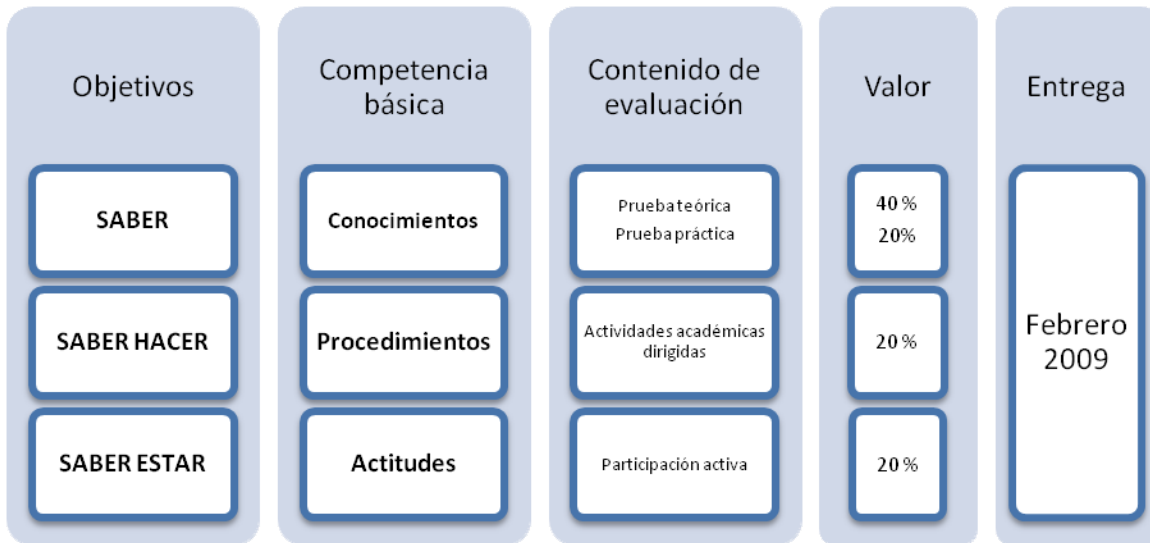 Objetivos
Competencia
básica
Contenido de
evaluación
Valor
Entrega
SABER
Conocimientos
Prueba teórica
Prueba práctica
40 %
20%
SABER HACER
Procedimientos
Actividades académicas
dirigidas
20 %
SABER ESTAR
Actitudes
Participación activa
20 %
Febrero
2009